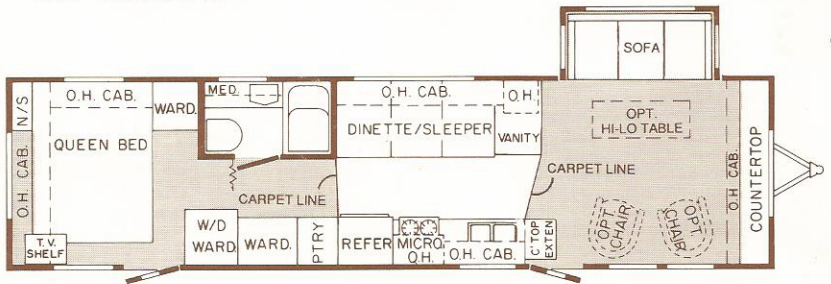 SOFA
N/S
O.H. CAB.
WARD.
MED.
O.H. CAB.
O.H.
OPT.
HI-LO TABLE
QUEEN BED
DINETTE/SLEEPER
VANITY
O.H. CAB.
CARPET LINE
CARPET LINE
O.H. CAB.
COUNTERTOP
T.V.
SHELF
W/D
WARD.
WARD.
PTRY
REFER
MICRO
O.H.
O.H. CAB.
C'TOP
EXTEN
OPT.
CHAIR
OPT.
CHAIR